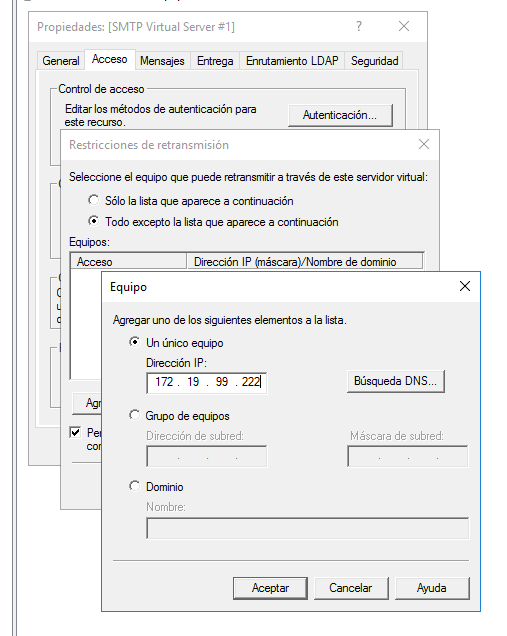 Propiedades: [SMTP Virtual Server #1]
General Acceso Mensajes Entrega Enrutamiento LDAP Seguridad
Control de acceso
Editar los métodos de autenticación para
este recurso.
Autenticación...
Restricciones de retransmisión
Seleccione el equipo que puede retransmitir a través de este servidor virtual:
Sólo la lista que aparece a continuación
Todo excepto la lista que aparece a continuación
Equipos:
Acceso Dirección IP (máscara)/Nombre de dominio
Equipo
Agregar uno de los siguientes elementos a la lista.
Un único equipo
Dirección IP:
172 . 19 . 99 . 222
Búsqueda DNS...
Grupo de equipos
Dirección de subred: Máscara de subred:
Dominio
Nombre:
Aceptar Cancelar Ayuda